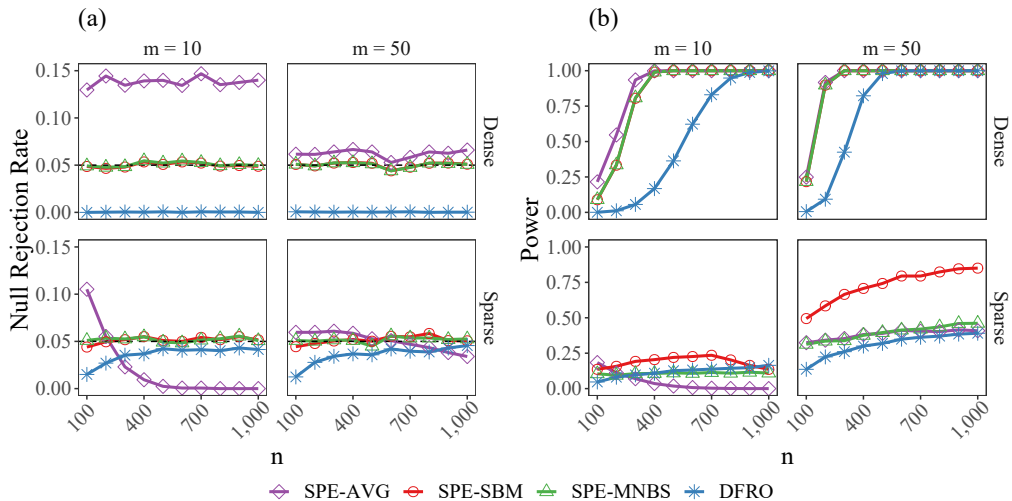 (a)
(b)
m = 10
m = 50
m = 10
m = 50
Null Rejection Rate
0.15
0.10
0.05
0.00
Dense
0.15
0.10
0.05
0.00
Sparse
100
400
700
1,000
100
400
700
1,000
n
Power
1.00
0.75
0.50
0.25
0.00
Dense
1.00
0.75
0.50
0.25
0.00
Sparse
100
400
700
1,000
100
400
700
1,000
n
SPE-AVG
SPE-SBM
SPE-MNBS
DFRO